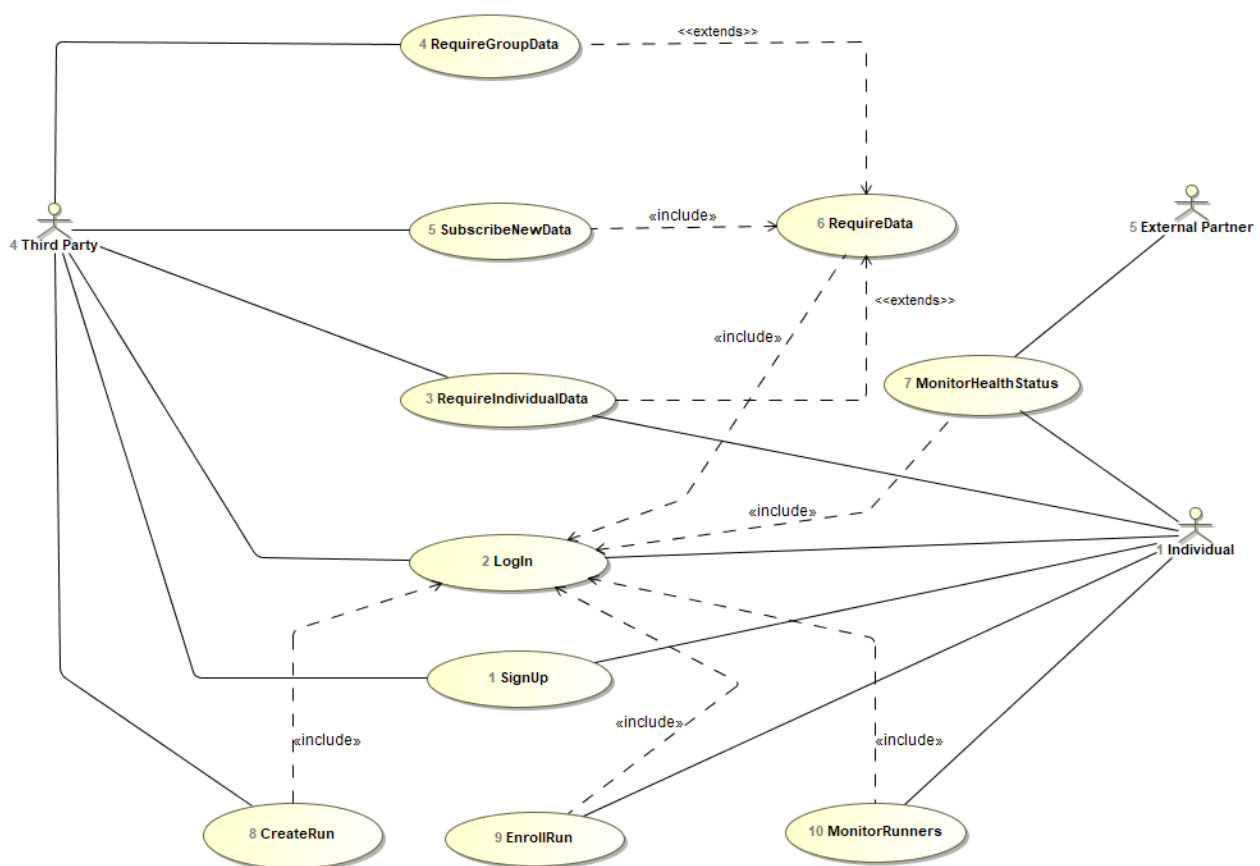 4 RequireGroupData
<<extends>>
5 SubscribeNewData
«include»
6 RequireData
4 Third Party
5 External Partner
<<extends>>
«include»
3 RequireIndividualData
7 MonitorHealthStatus
«include»
2 LogIn
1 Individual
1 SignUp
«include»
«include»
«include»
8 CreateRun
9 EnrollRun
10 MonitorRunners